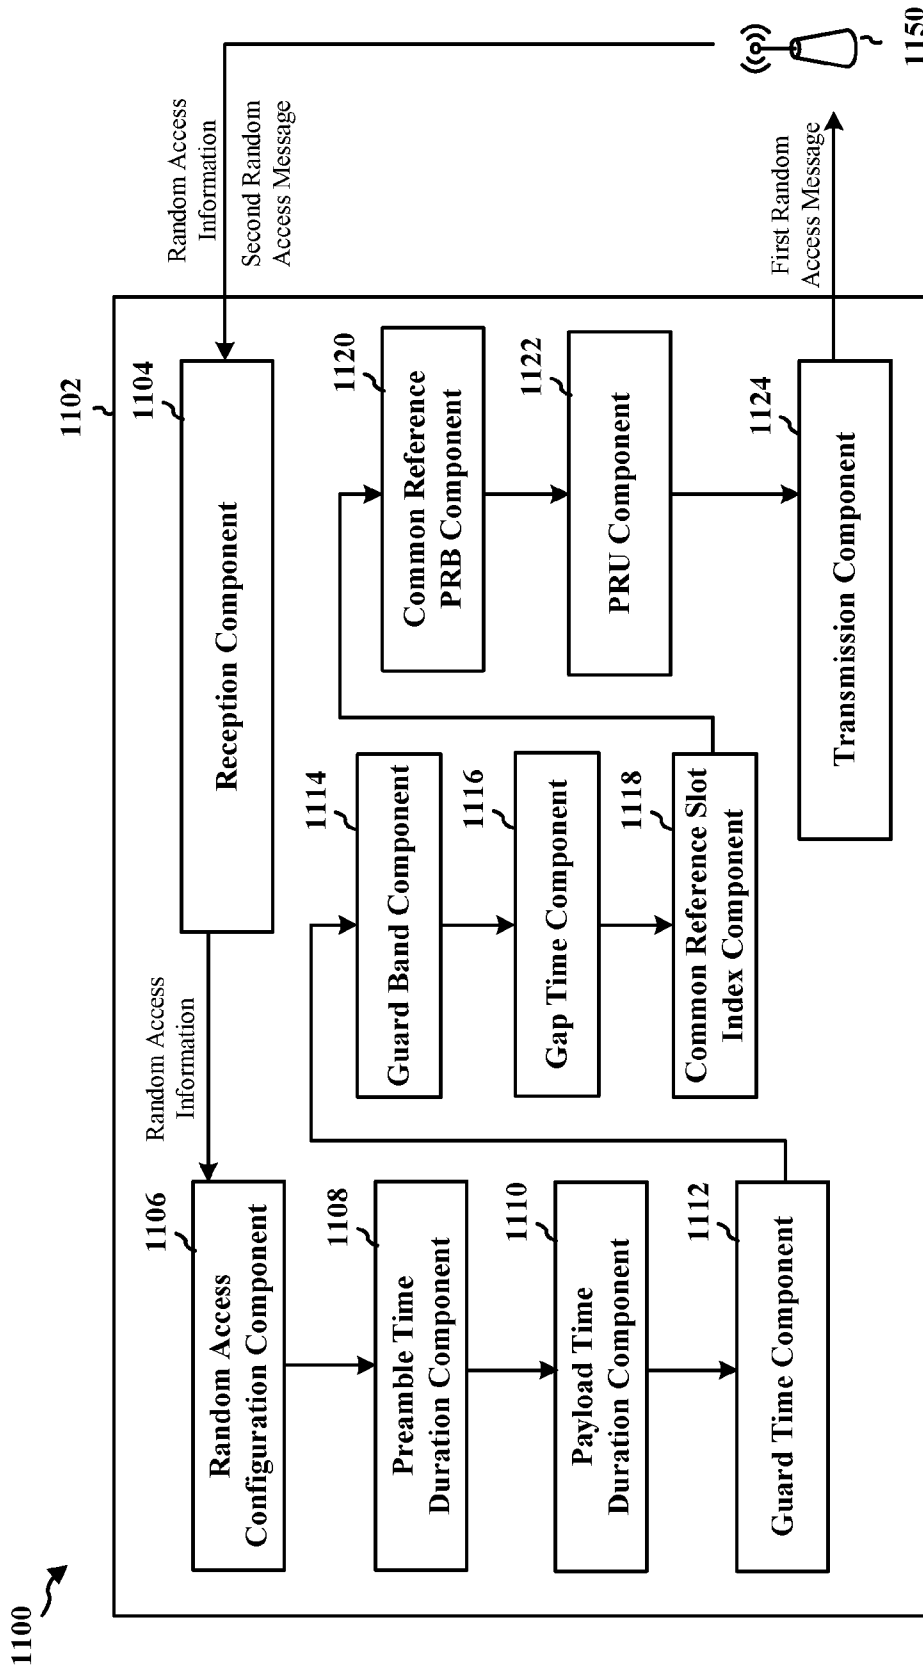 1100
1102
1104
Reception Component
Random Access
Information
Second Random
Access Message
1150
Random Access
Information
1106
Random Access
Configuration Component
1108
Preamble Time
Duration Component
1110
Payload Time
Duration Component
1112
Guard Time Component
1114
Guard Band Component
1116
Gap Time Component
1118
Common Reference Slot
Index Component
1120
Common Reference
PRB Component
1122
PRU Component
1124
Transmission Component
First Random
Access Message